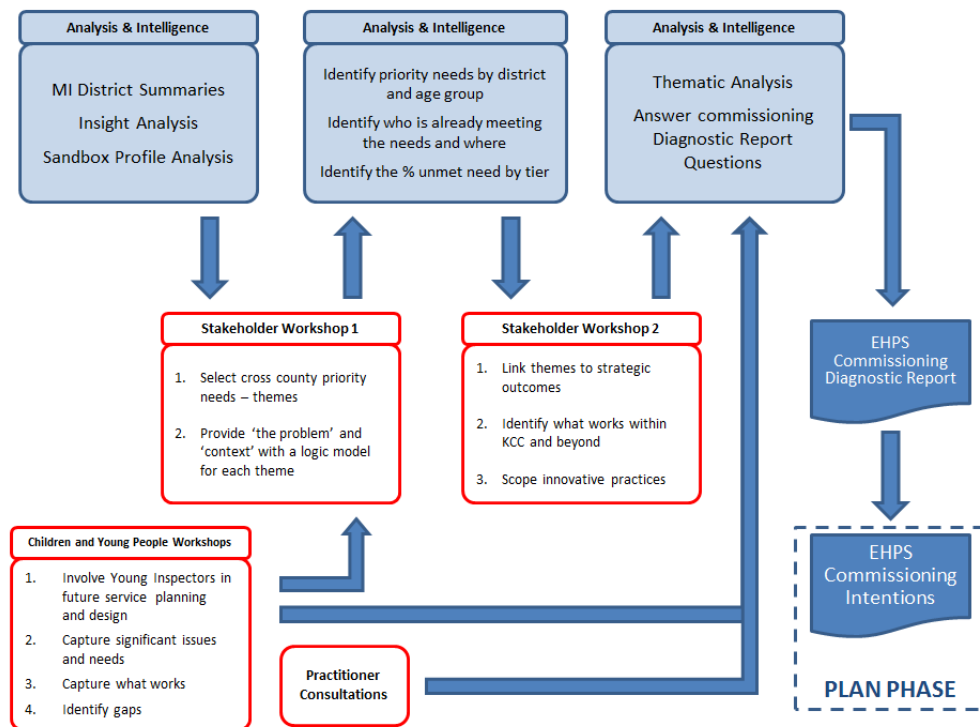 Analysis & Intelligence
MI District Summaries
Insight Analysis
Sandbox Profile Analysis
Analysis & Intelligence
Identify priority needs by district
and age group
Identify who is already meeting
the needs and where
Identify the % unmet need by tier
Analysis & Intelligence
Thematic Analysis
Answer commissioning
Diagnostic Report
Questions
Stakeholder Workshop 1
1. Select cross county priority
needs – themes
2. Provide ‘the problem’ and
‘context’ with a logic model
for each theme
Stakeholder Workshop 2
1. Link themes to strategic
outcomes
2. Identify what works within
KCC and beyond
3. Scope innovative practices
EHPS
Commissioning
Diagnostic Report
Children and Young People Workshops
1. Involve Young Inspectors in
future service planning
and design
2. Capture significant issues
and needs
3. Capture what works
4. Identify gaps
Practitioner
Consultations
EHPS
Commissioning
Intentions
PLAN PHASE